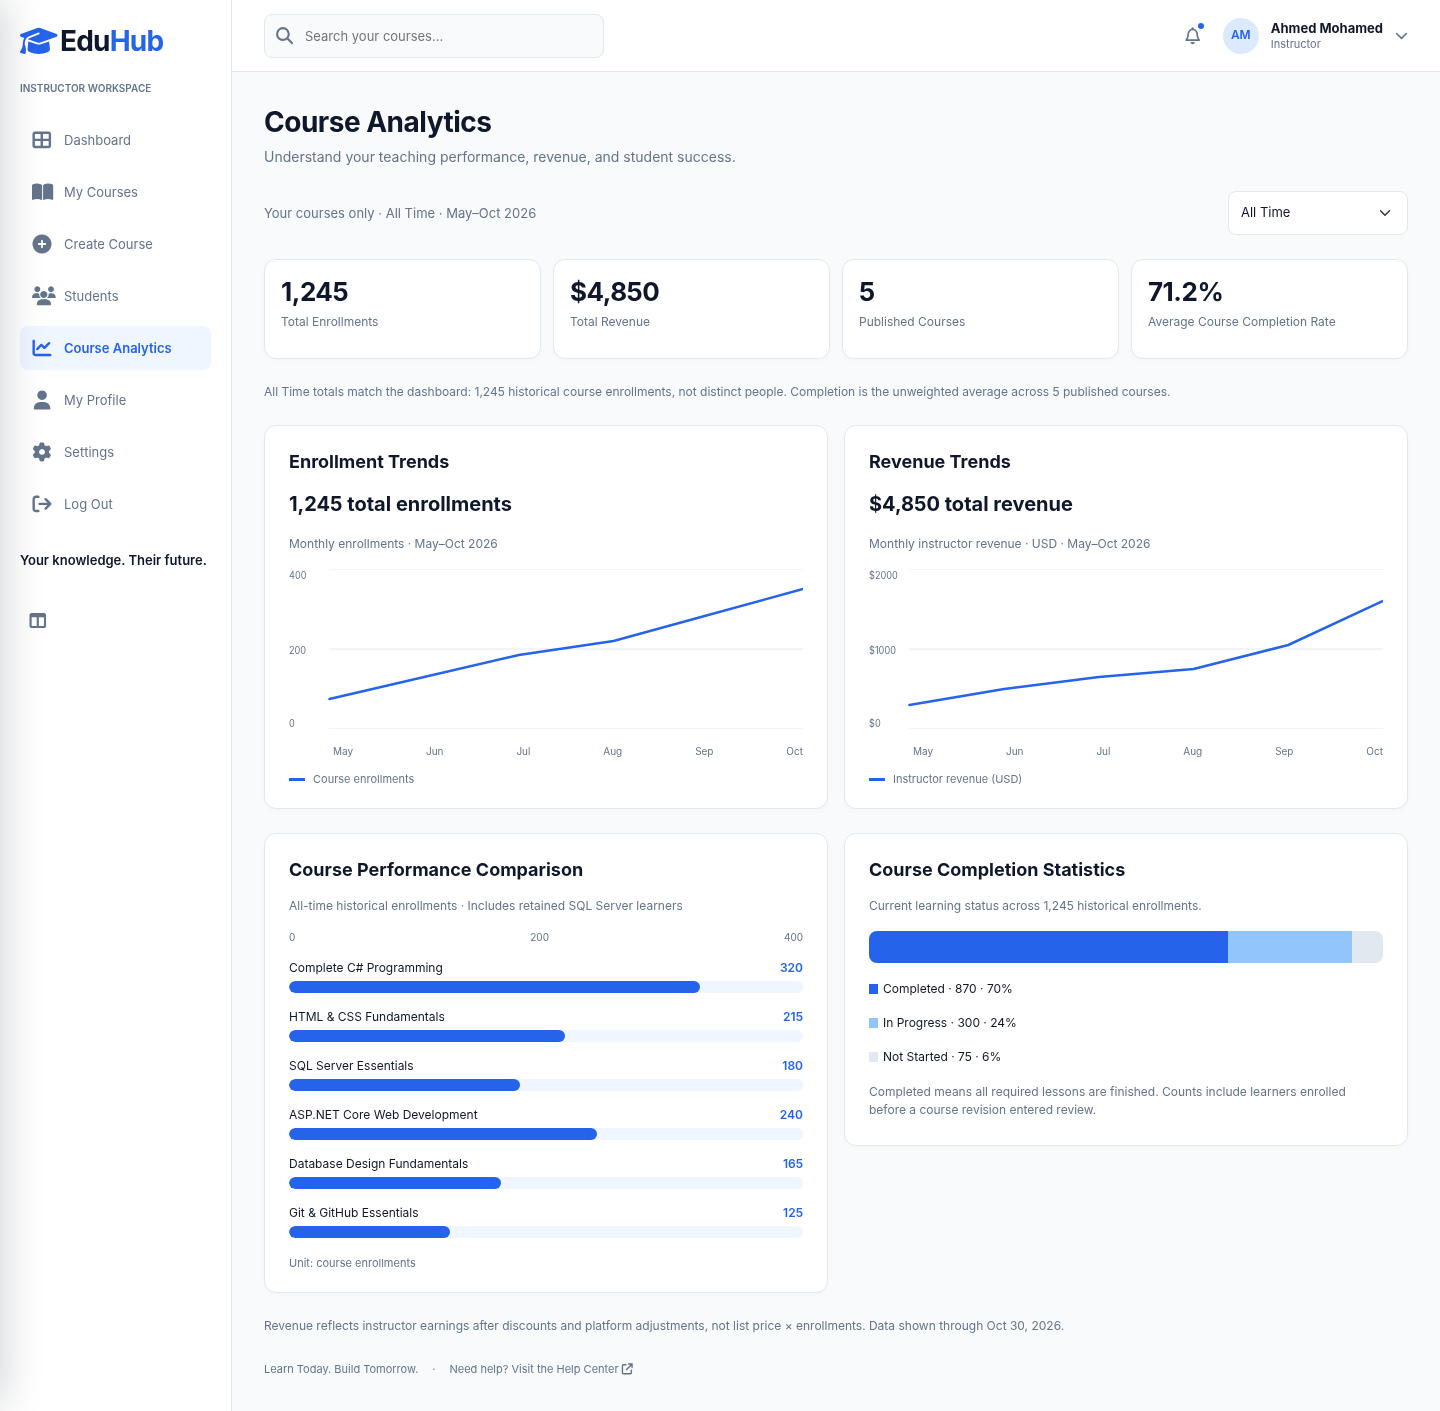 EduHub
INSTRUCTOR WORKSPACE
Dashboard
My Courses
Create Course
Students
Course Analytics
My Profile
Settings
Log Out
Your knowledge. Their future.
Search your courses...
AM
Ahmed Mohamed
Instructor
Course Analytics
Understand your teaching performance, revenue, and student success.
Your courses only · All Time · May–Oct 2026
All Time
1,245
Total Enrollments
$4,850
Total Revenue
5
Published Courses
71.2%
Average Course Completion Rate
All Time totals match the dashboard: 1,245 historical course enrollments, not distinct people. Completion is the unweighted average across 5 published courses.
Enrollment Trends
1,245 total enrollments
Monthly enrollments · May–Oct 2026
400
200
0
May Jun Jul Aug Sep Oct
Course enrollments
Revenue Trends
$4,850 total revenue
Monthly instructor revenue · USD · May–Oct 2026
$2000
$1000
$0
May Jun Jul Aug Sep Oct
Instructor revenue (USD)
Course Performance Comparison
All-time historical enrollments · Includes retained SQL Server learners
0 200 400
Complete C# Programming 320
HTML & CSS Fundamentals 215
SQL Server Essentials 180
ASP.NET Core Web Development 240
Database Design Fundamentals 165
Git & GitHub Essentials 125
Unit: course enrollments
Course Completion Statistics
Current learning status across 1,245 historical enrollments.
Completed · 870 · 70%
In Progress · 300 · 24%
Not Started · 75 · 6%
Completed means all required lessons are finished. Counts include learners enrolled
before a course revision entered review.
Revenue reflects instructor earnings after discounts and platform adjustments, not list price × enrollments. Data shown through Oct 30, 2026.
Learn Today. Build Tomorrow. · Need help? Visit the Help Center